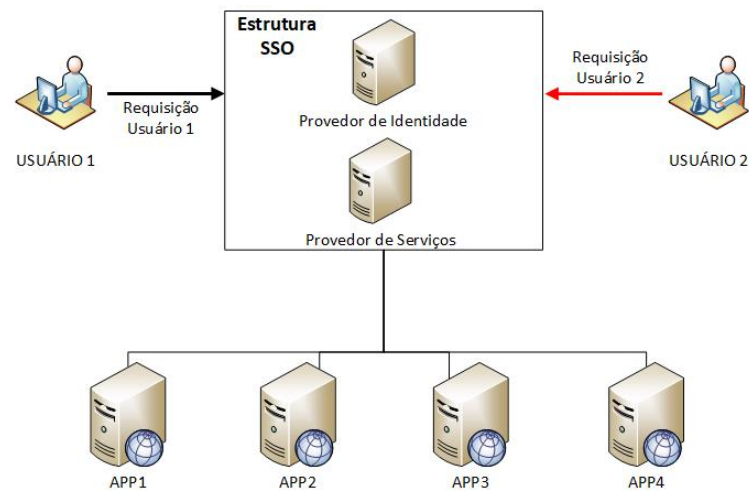 Estrutura
SSO
Requisição
Usuário 1
Requisição
Usuário 2
Provedor de Identidade
USUÁRIO 1
USUÁRIO 2
Provedor de Serviços
APP1
APP2
APP3
APP4